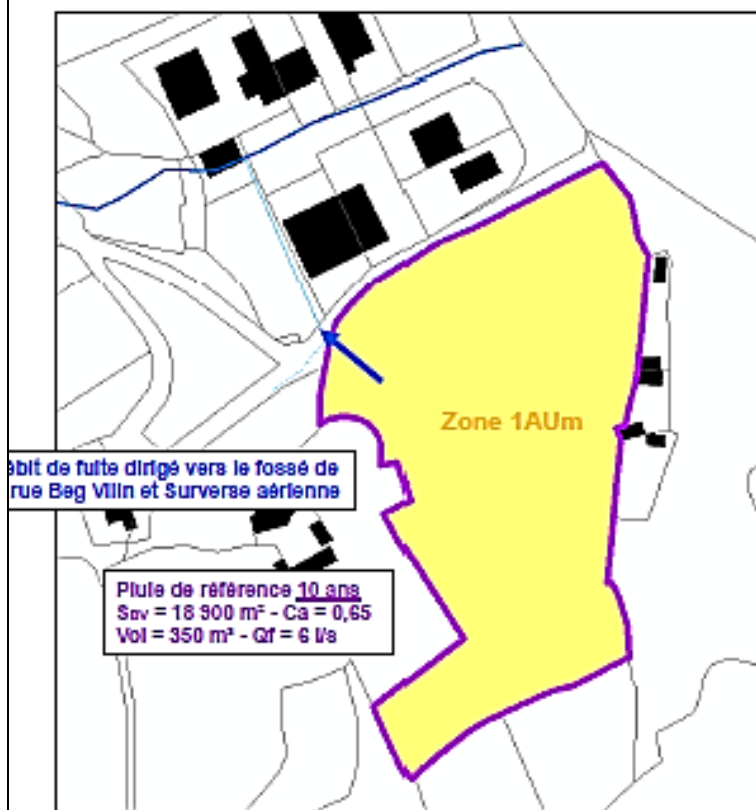 Zone 1AUm
ébit de fuite dirigé vers le fossé de
rue Beg Vilin et Surverse aérienne
Pluie de référence 10 ans
Sbv = 18 900 m² - Ca = 0,65
Vol = 350 m³ - Qf = 6 l/s